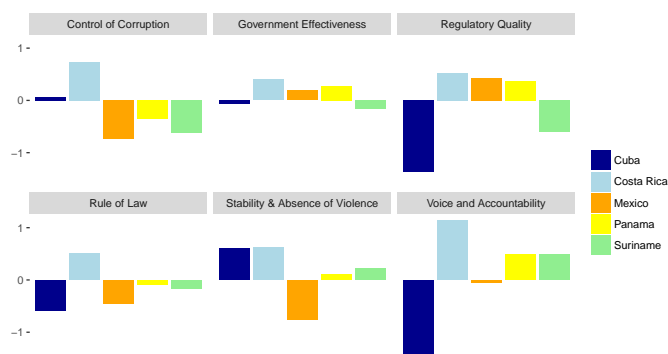 Control of Corruption
Government Effectiveness
Regulatory Quality
1
0
−1
Rule of Law
Stability & Absence of Violence
Voice and Accountability
1
0
−1
Cuba
Costa Rica
Mexico
Panama
Suriname